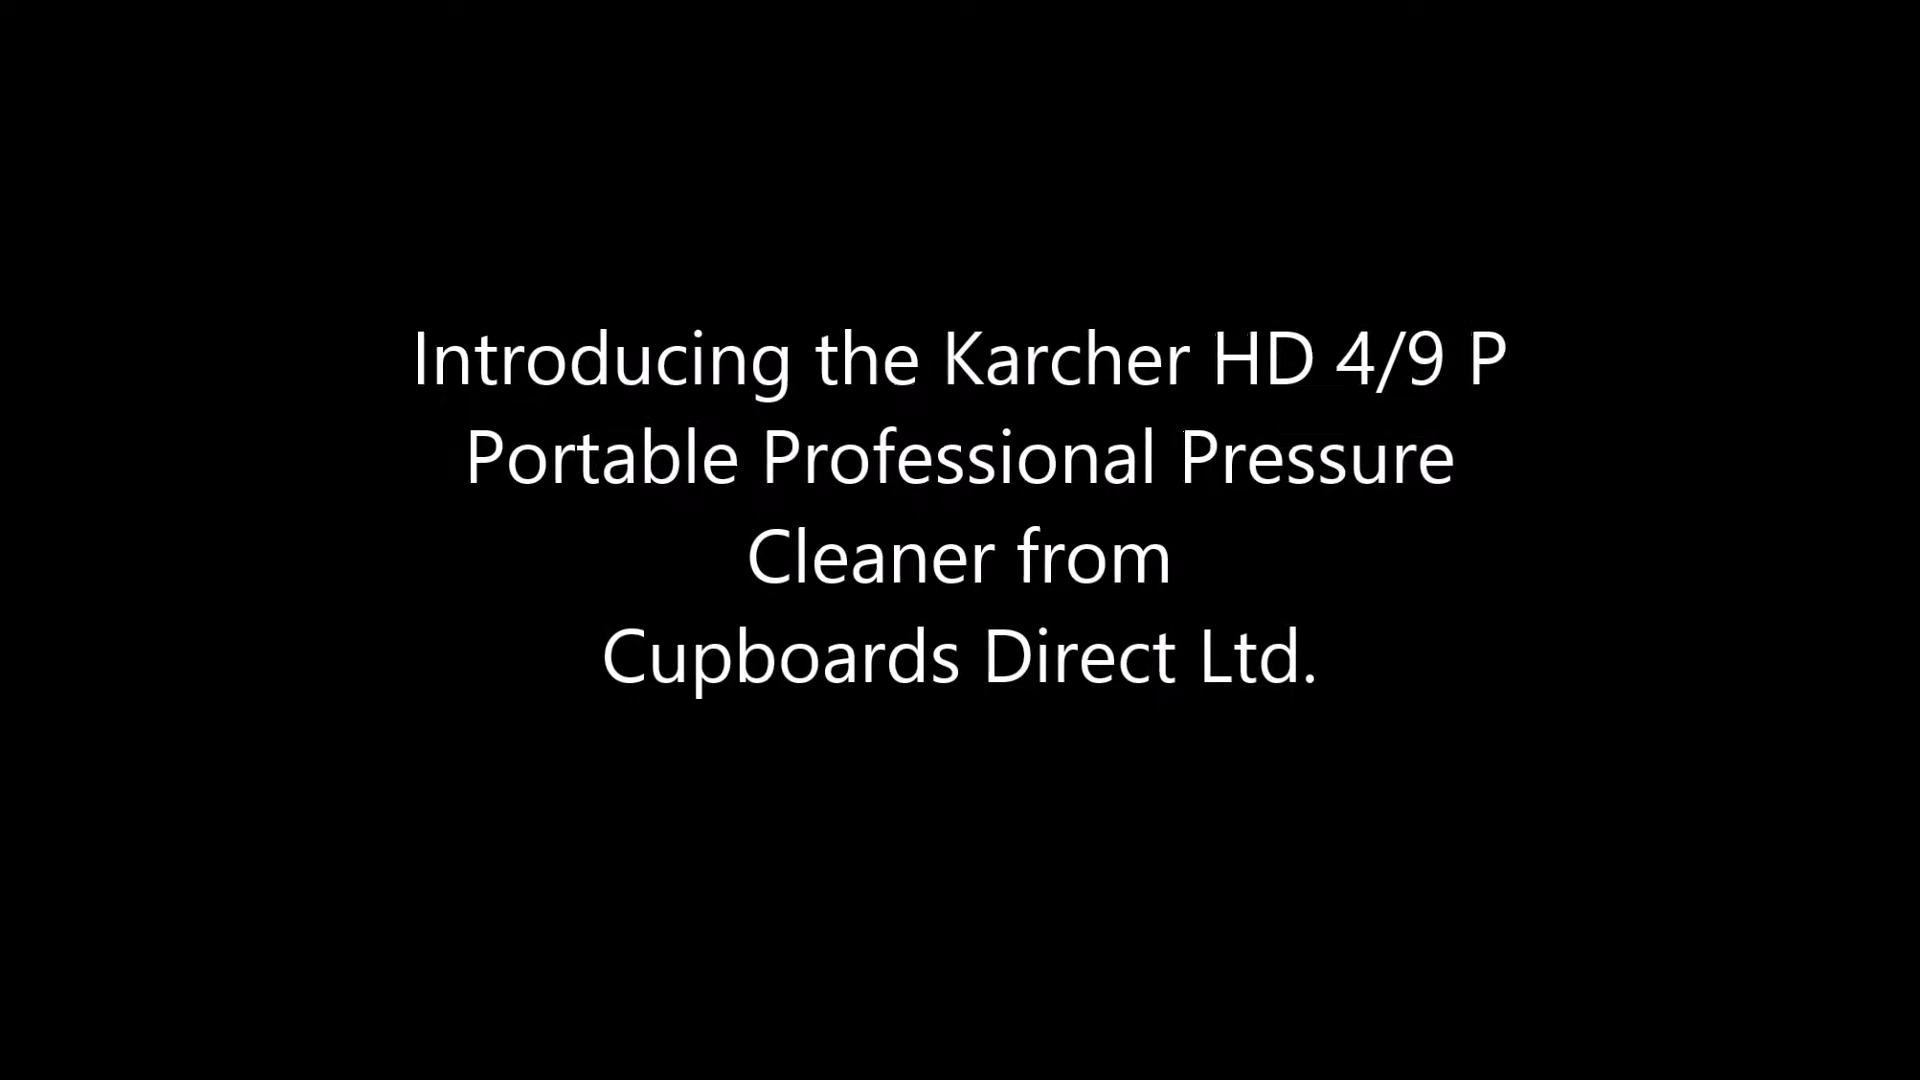 Introducing the Karcher HD 4/9 P
Portable Professional Pressure
Cleaner from
Cupboards Direct Ltd.